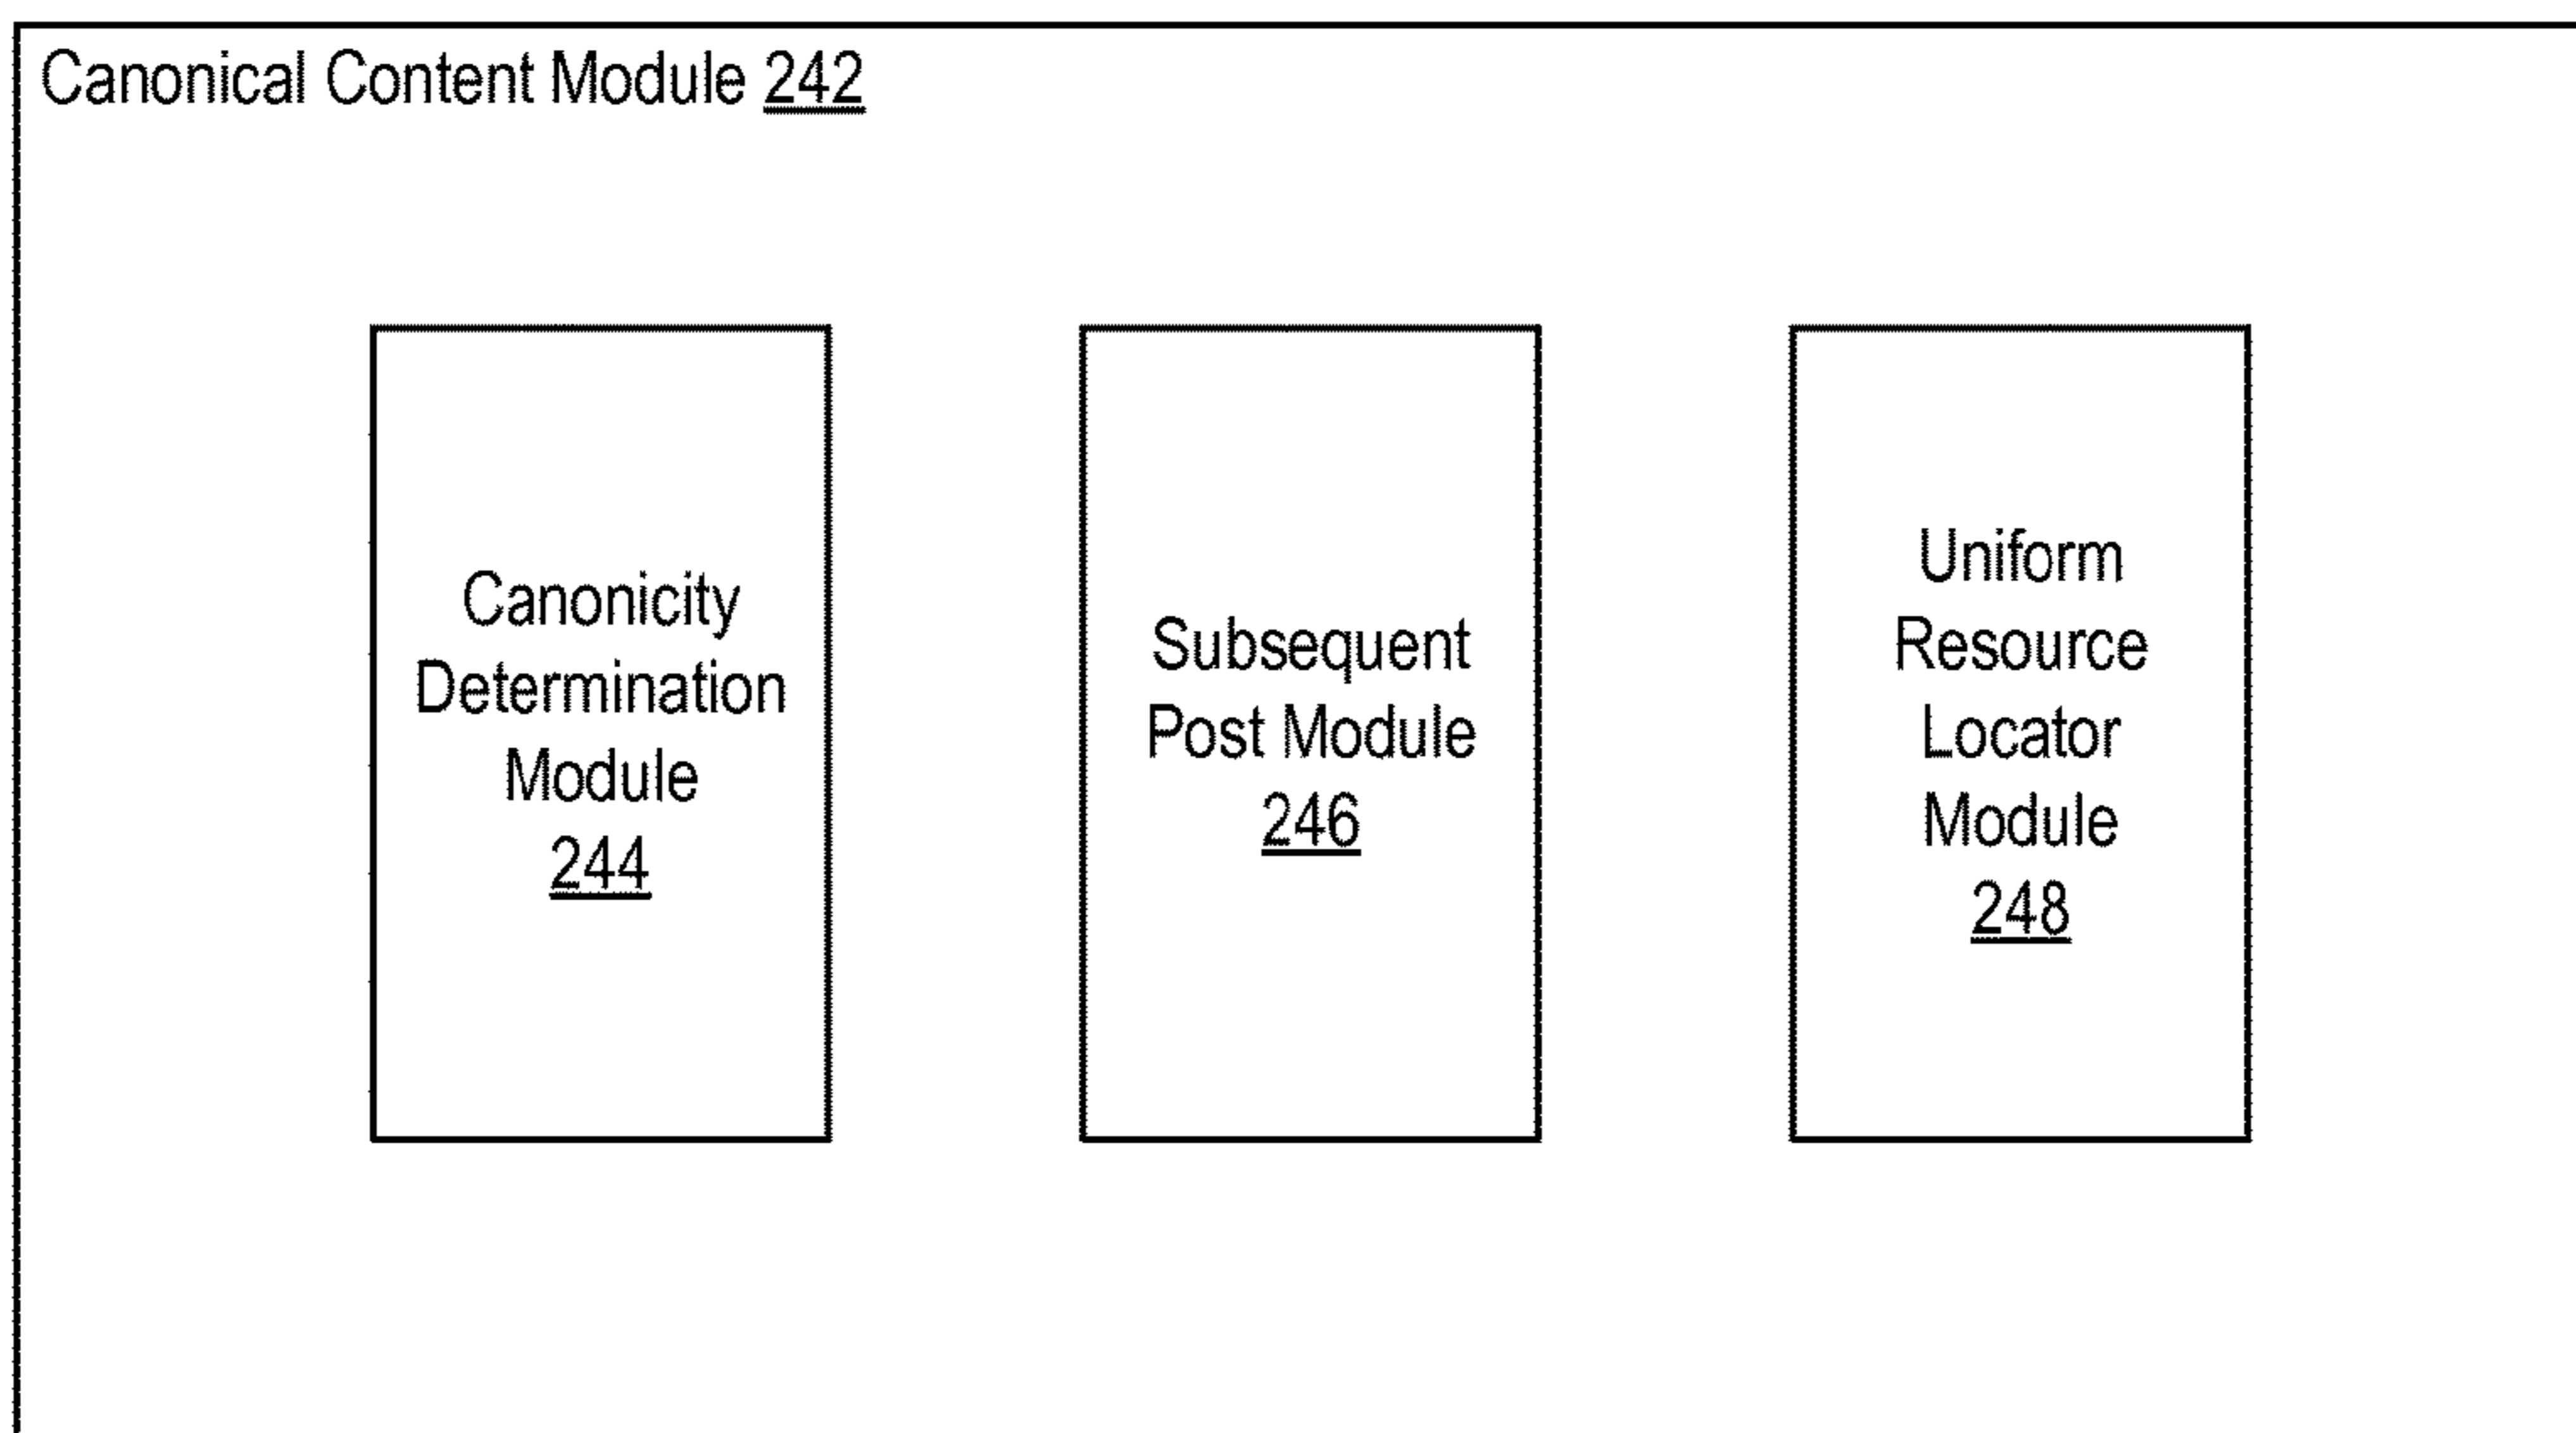 Canonical Content Module 242
Canonicity
Determination
Module
244
Subsequent
Post Module
246
Uniform
Resource
Locator
Module
248